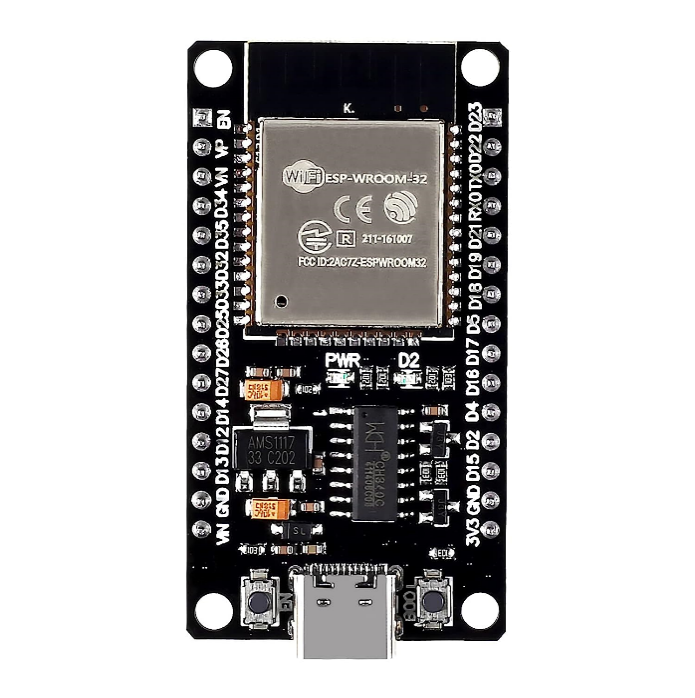 K.
WiFi ESP-WROOM-32
CE
R 211-161007
FCC ID:2AC7Z-ESPWROOM32
EN
VP
VN
D34
D35
D32
D33
D25
D26
D27
D14
D12
D13
GND
VIN
D23
D22
TX0
RX0
D21
D19
D18
D5
D17
D16
D4
D2
D15
GND
3V3
PWR
D2
AMS1117
33 C202
CH340C
SL
EN
BOOT